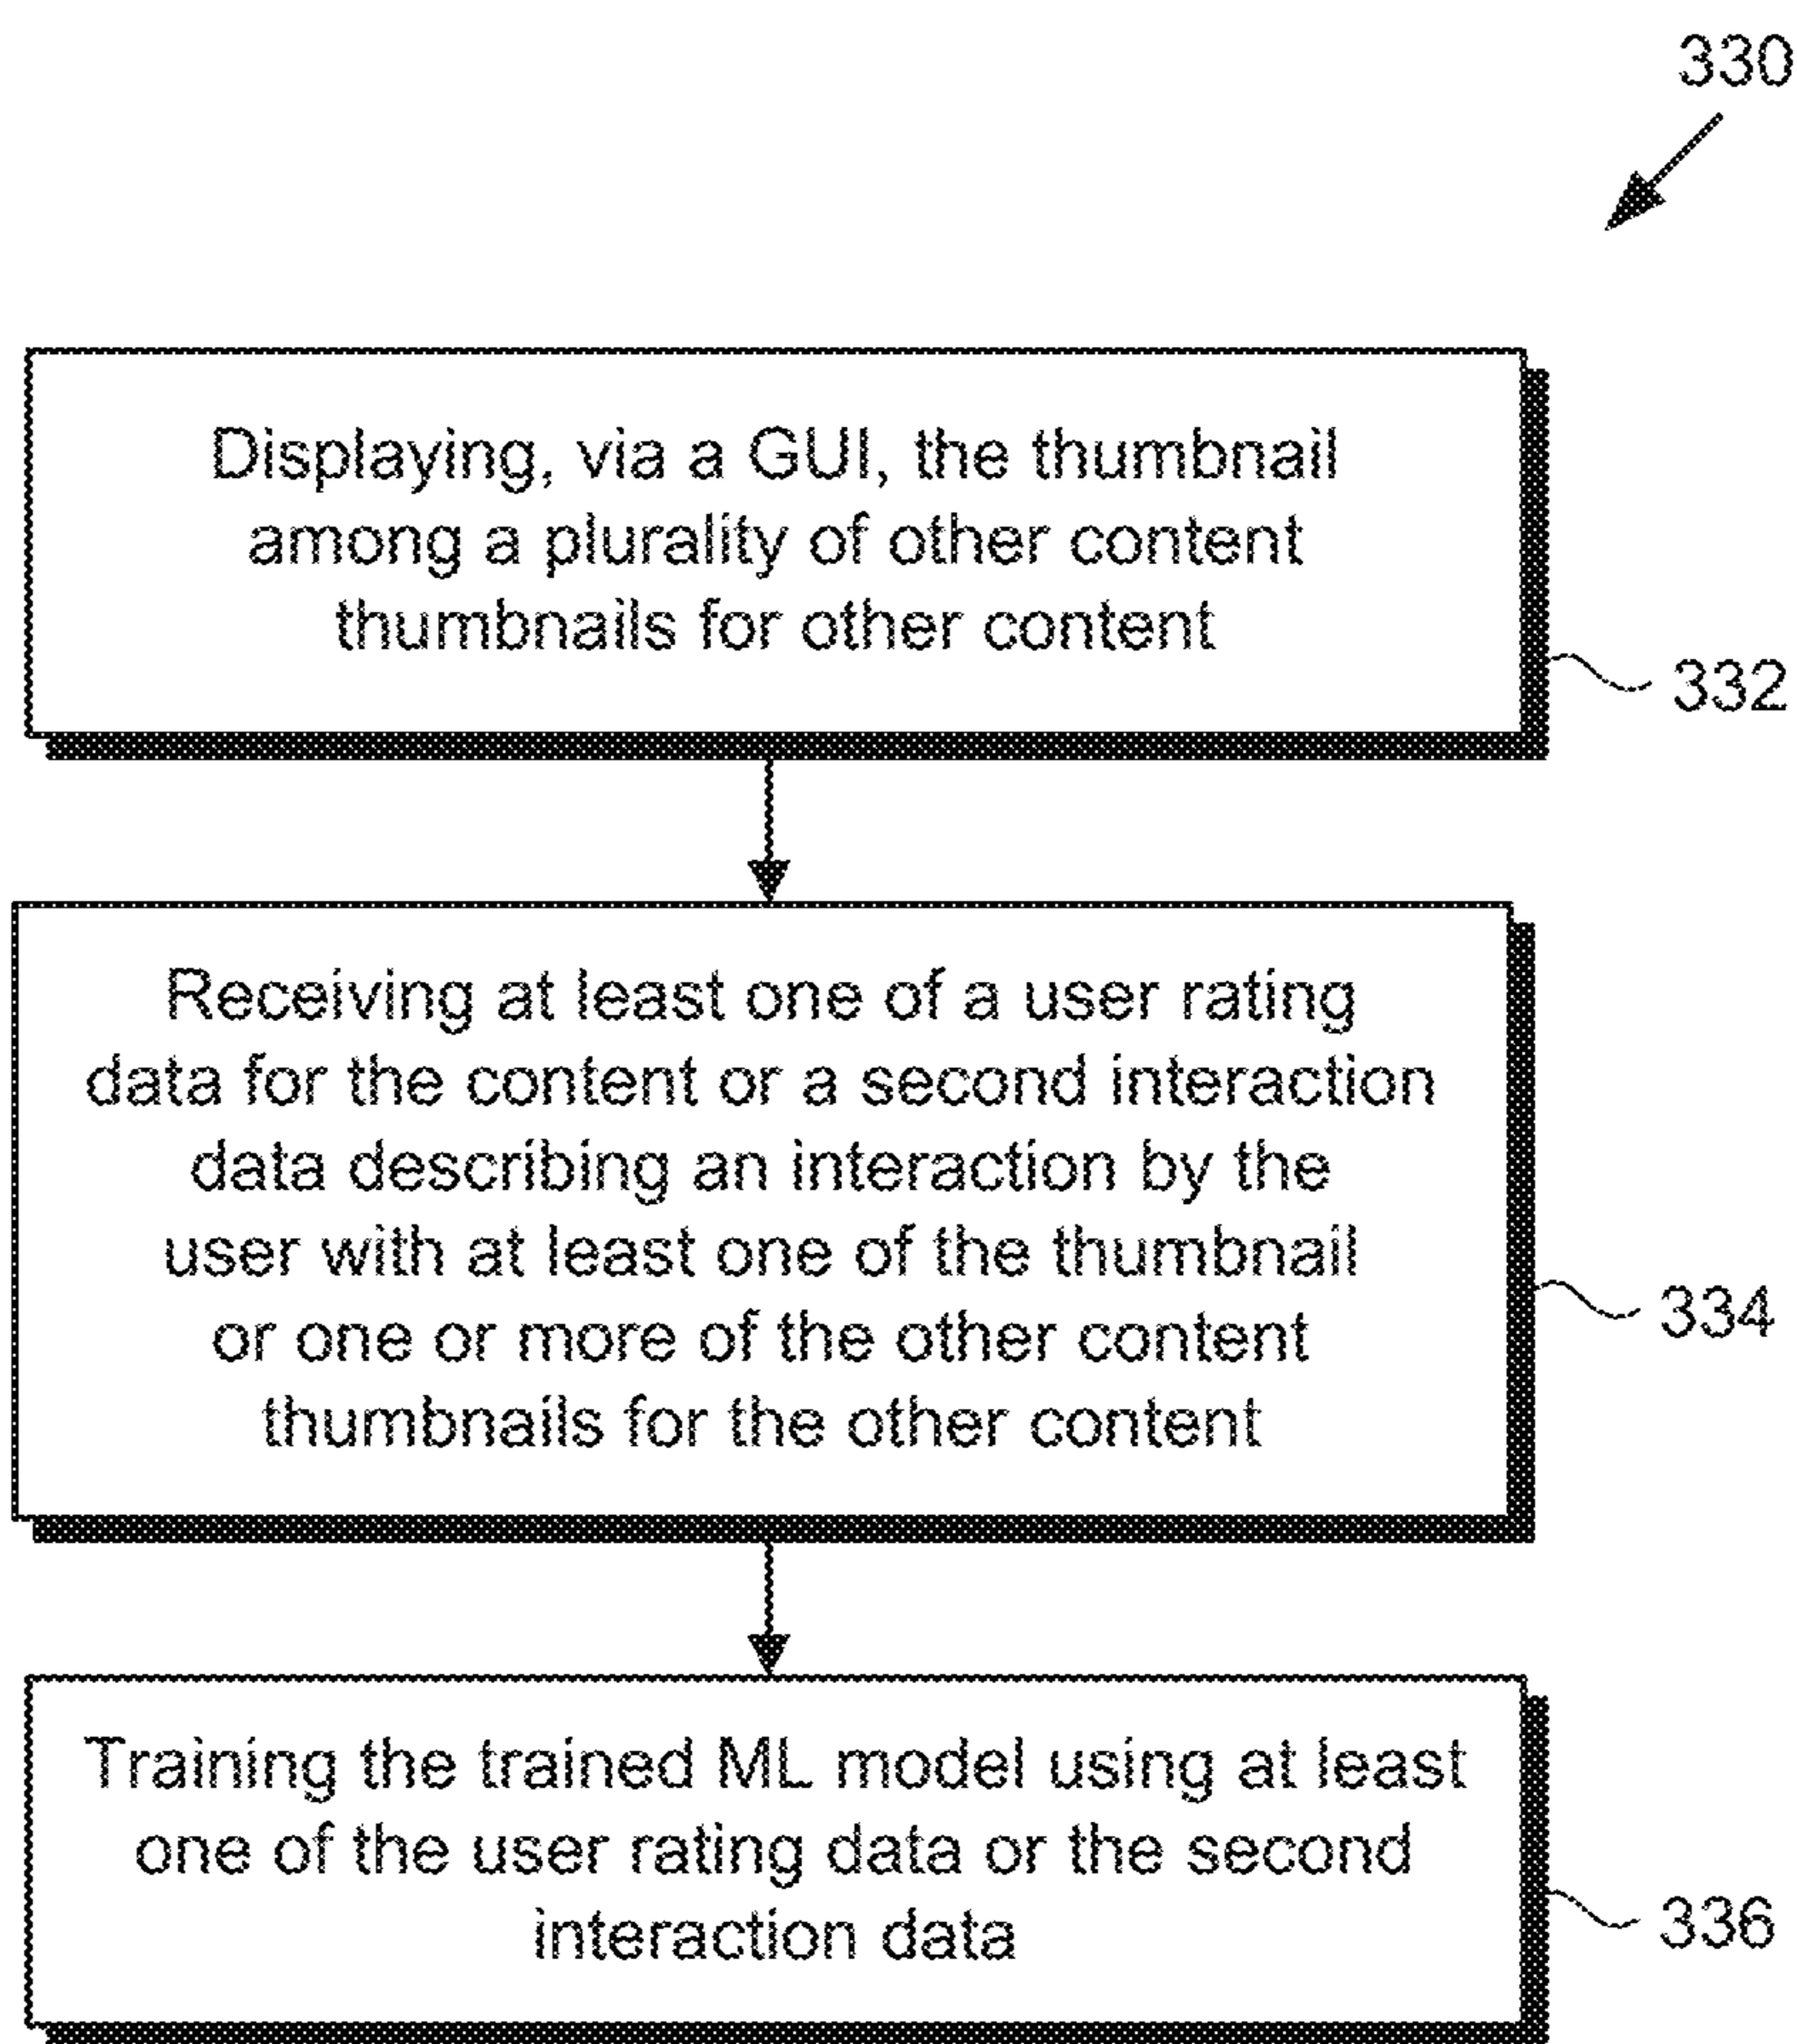 330
Displaying, via a GUI, the thumbnail
among a plurality of other content
thumbnails for other content
332
Receiving at least one of a user rating
data for the content or a second interaction
data describing an interaction by the
user with at least one of the thumbnail
or one or more of the other content
thumbnails for the other content
334
Training the trained ML model using at least
one of the user rating data or the second
interaction data
336